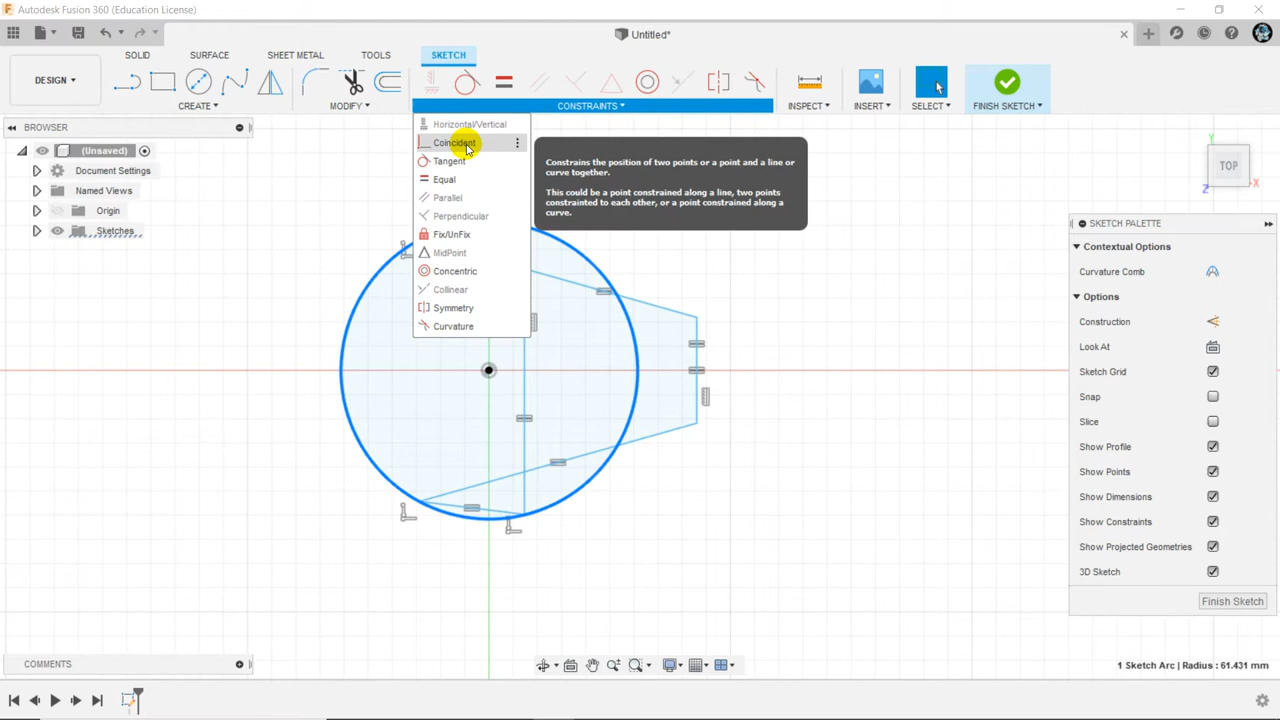 Autodesk Fusion 360 (Education License)
Untitled*
DESIGN
SOLID
SURFACE
SHEET METAL
TOOLS
SKETCH
CREATE
MODIFY
CONSTRAINTS
INSPECT
INSERT
SELECT
FINISH SKETCH
BROWSER
(Unsaved)
Document Settings
Named Views
Origin
Sketches
Horizontal/Vertical
Coincident
Tangent
Equal
Parallel
Perpendicular
Fix/UnFix
MidPoint
Concentric
Collinear
Symmetry
Curvature
Constrains the position of two points or a point and a line or
curve together.
This could be a point constrained along a line, two points
constrainted to each other, or a point constrained along a
curve.
Y
TOP
Z
X
SKETCH PALETTE
Contextual Options
Curvature Comb
Options
Construction
Look At
Sketch Grid
Snap
Slice
Show Profile
Show Points
Show Dimensions
Show Constraints
Show Projected Geometries
3D Sketch
Finish Sketch
COMMENTS
1 Sketch Arc | Radius : 61.431 mm